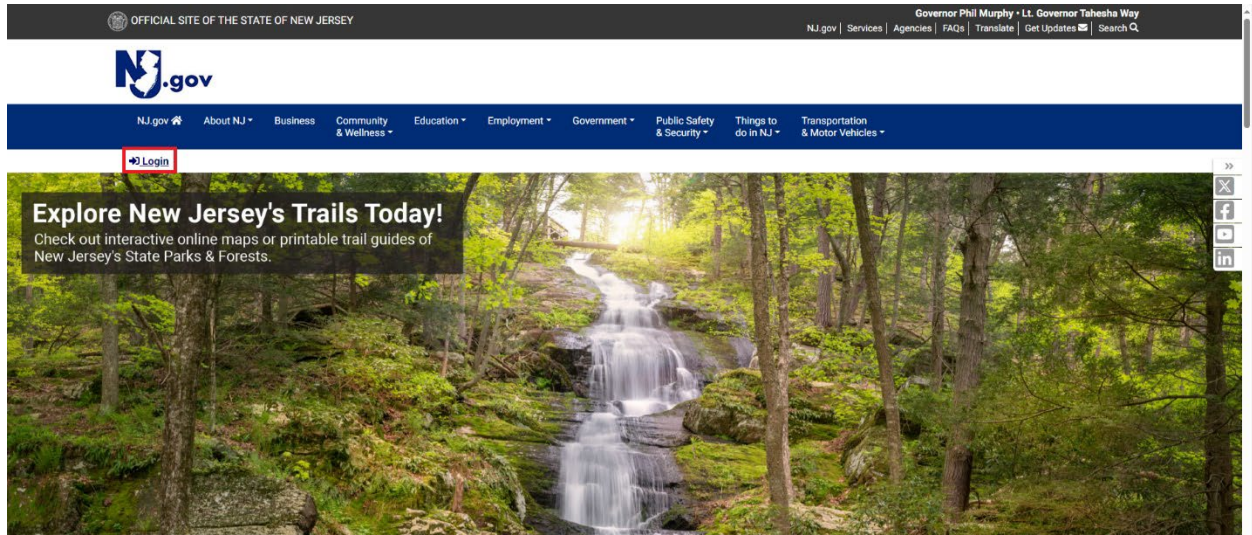 OFFICIAL SITE OF THE STATE OF NEW JERSEY
Governor Phil Murphy • Lt. Governor Tahesha Way
NJ.gov | Services | Agencies | FAQs | Translate | Get Updates | Search
NJ.gov
NJ.gov About NJ Business Community & Wellness Education Employment Government Public Safety & Security Things to do in NJ Transportation & Motor Vehicles
Login
»
Explore New Jersey's Trails Today!
Check out interactive online maps or printable trail guides of
New Jersey's State Parks & Forests.